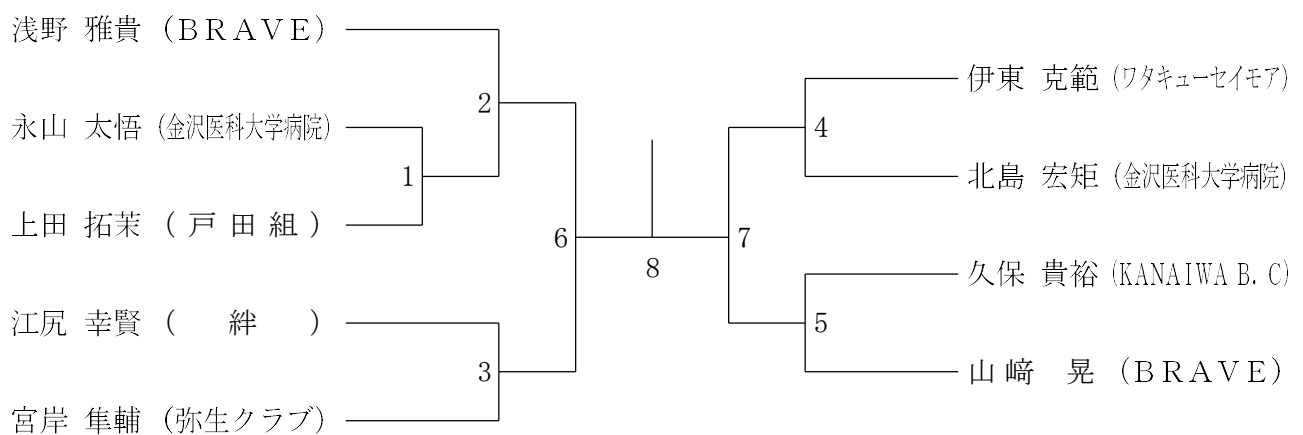 浅野 雅貴 (ＢＲＡＶＥ)
永山 太悟 (金沢医科大学病院)
上田 拓茉 (戸田組)
江尻 幸賢 (絆)
宮岸 隼輔 (弥生クラブ)
2
1
3
6
8
7
4
5
伊東 克範 (ワタキューセイモア)
北島 宏矩 (金沢医科大学病院)
久保 貴裕 (KANAIWA B. C)
山﨑 晃 (ＢＲＡＶＥ)